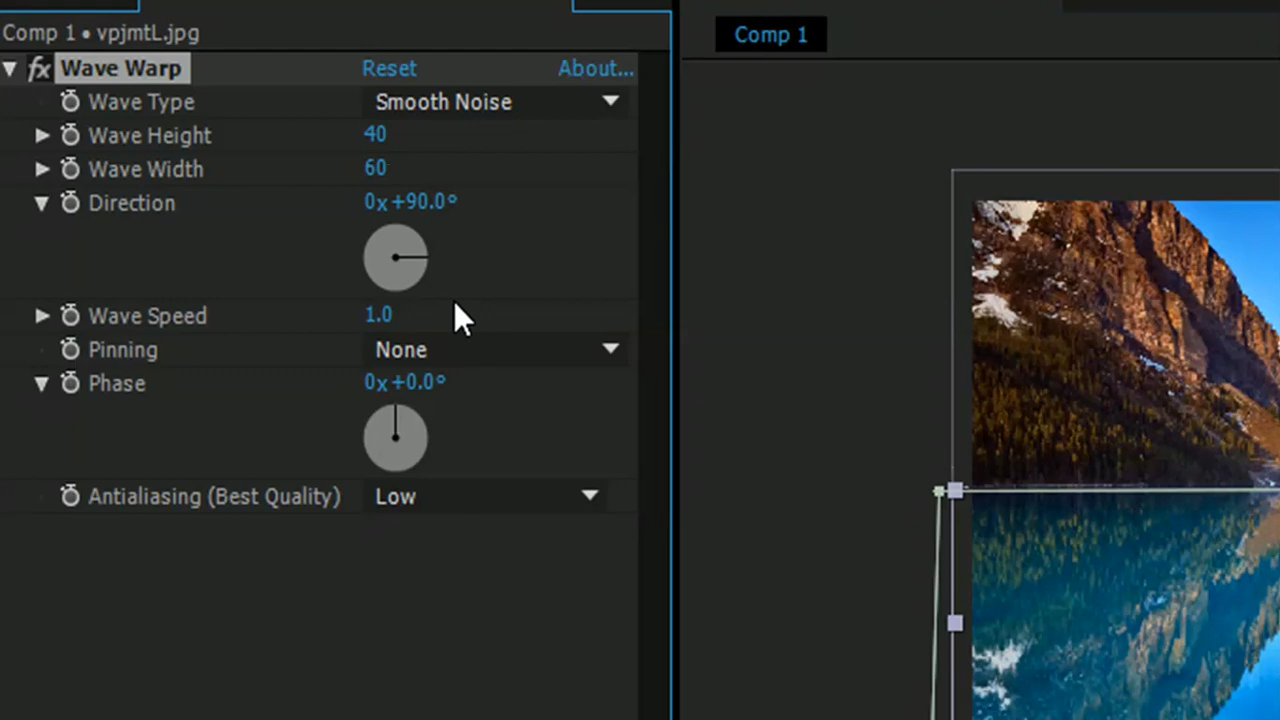 Comp 1 • vpjmtL.jpg
Comp 1
fx Wave Warp Reset About...
Wave Type Smooth Noise
Wave Height 40
Wave Width 60
Direction 0x+90.0°
Wave Speed 1.0
Pinning None
Phase 0x+0.0°
Antialiasing (Best Quality) Low